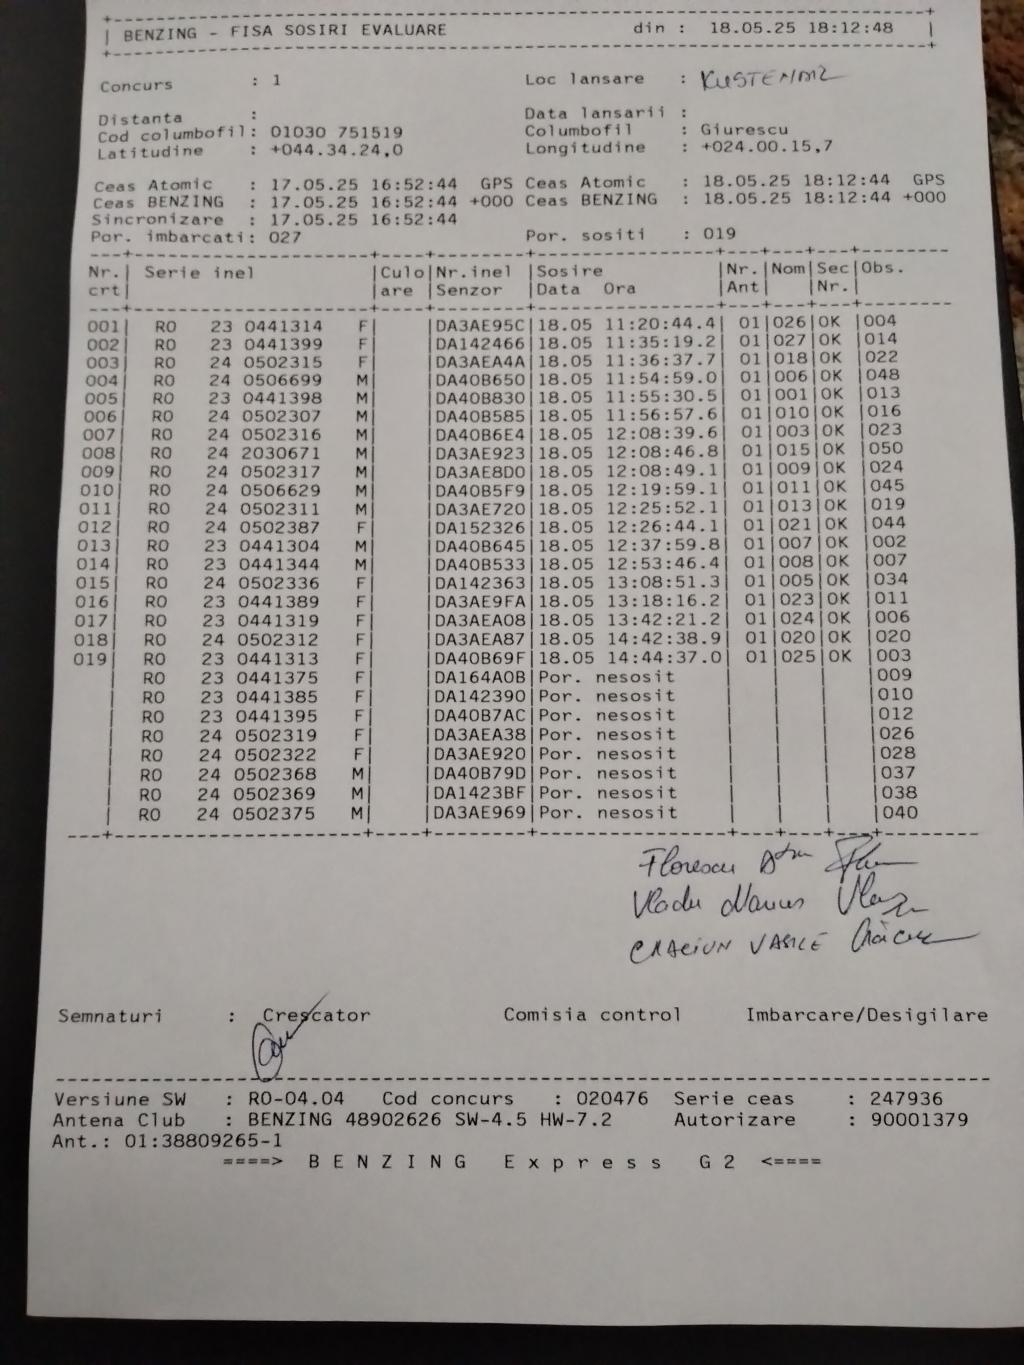 BENZING - FISA SOSIRI EVALUARE din : 18.05.25 18:12:48
Concurs : 1 Loc lansare : KUSTENDIL
Distanta : Data lansarii :
Cod columbofil: 01030 751519 Columbofil : Giurescu
Latitudine : +044.34.24,0 Longitudine : +024.00.15,7
Ceas Atomic : 17.05.25 16:52:44 GPS Ceas Atomic : 18.05.25 18:12:44 GPS
Ceas BENZING : 17.05.25 16:52:44 +000 Ceas BENZING : 18.05.25 18:12:44 +000
Sincronizare : 17.05.25 16:52:44
Por. imbarcati: 027 Por. sositi : 019
Nr.| Serie inel |Culo|Nr.inel |Sosire |Nr.|Nom|Sec|Obs.
crt| |are |Senzor |Data Ora |Ant| |Nr.|
001| RO 23 0441314 F| |DA3AE95C|18.05 11:20:44.4| 01|026|OK |004
002| RO 23 0441399 F| |DA142466|18.05 11:35:19.2| 01|027|OK |014
003| RO 24 0502315 F| |DA3AEA4A|18.05 11:36:37.7| 01|018|OK |022
004| RO 24 0506699 M| |DA40B650|18.05 11:54:59.0| 01|006|OK |048
005| RO 23 0441398 M| |DA40B830|18.05 11:55:30.5| 01|001|OK |013
006| RO 24 0502307 M| |DA40B585|18.05 11:56:57.6| 01|010|OK |016
007| RO 24 0502316 M| |DA40B6E4|18.05 12:08:39.6| 01|003|OK |023
008| RO 24 2030671 M| |DA3AE923|18.05 12:08:46.8| 01|015|OK |050
009| RO 24 0502317 M| |DA3AE8D0|18.05 12:08:49.1| 01|009|OK |024
010| RO 24 0506629 M| |DA40B5F9|18.05 12:19:59.1| 01|011|OK |045
011| RO 24 0502311 M| |DA3AE720|18.05 12:25:52.1| 01|013|OK |019
012| RO 24 0502387 F| |DA152326|18.05 12:26:44.1| 01|021|OK |044
013| RO 23 0441304 M| |DA40B645|18.05 12:37:59.8| 01|007|OK |002
014| RO 23 0441344 M| |DA40B533|18.05 12:53:46.4| 01|008|OK |007
015| RO 24 0502336 F| |DA142363|18.05 13:08:51.3| 01|005|OK |034
016| RO 23 0441389 F| |DA3AE9FA|18.05 13:18:16.2| 01|023|OK |011
017| RO 23 0441319 F| |DA3AEA08|18.05 13:42:21.2| 01|024|OK |006
018| RO 24 0502312 F| |DA3AEA87|18.05 14:42:38.9| 01|020|OK |020
019| RO 23 0441313 F| |DA40B69F|18.05 14:44:37.0| 01|025|OK |003
RO 23 0441375 F| |DA164A0B|Por. nesosit | | | |009
RO 23 0441385 F| |DA142390|Por. nesosit | | | |010
RO 23 0441395 F| |DA40B7AC|Por. nesosit | | | |012
RO 24 0502319 F| |DA3AEA38|Por. nesosit | | | |026
RO 24 0502322 F| |DA3AE920|Por. nesosit | | | |028
RO 24 0502368 M| |DA40B79D|Por. nesosit | | | |037
RO 24 0502369 M| |DA1423BF|Por. nesosit | | | |038
RO 24 0502375 M| |DA3AE969|Por. nesosit | | | |040
Florescu
Vladu Marius
CRACIUN VASILE
Semnaturi : Crescator Comisia control Imbarcare/Desigilare
Versiune SW : RO-04.04 Cod concurs : 020476 Serie ceas : 247936
Antena Club : BENZING 48902626 SW-4.5 HW-7.2 Autorizare : 90001379
Ant.: 01:38809265-1
====> B E N Z I N G E x p r e s s G 2 <====